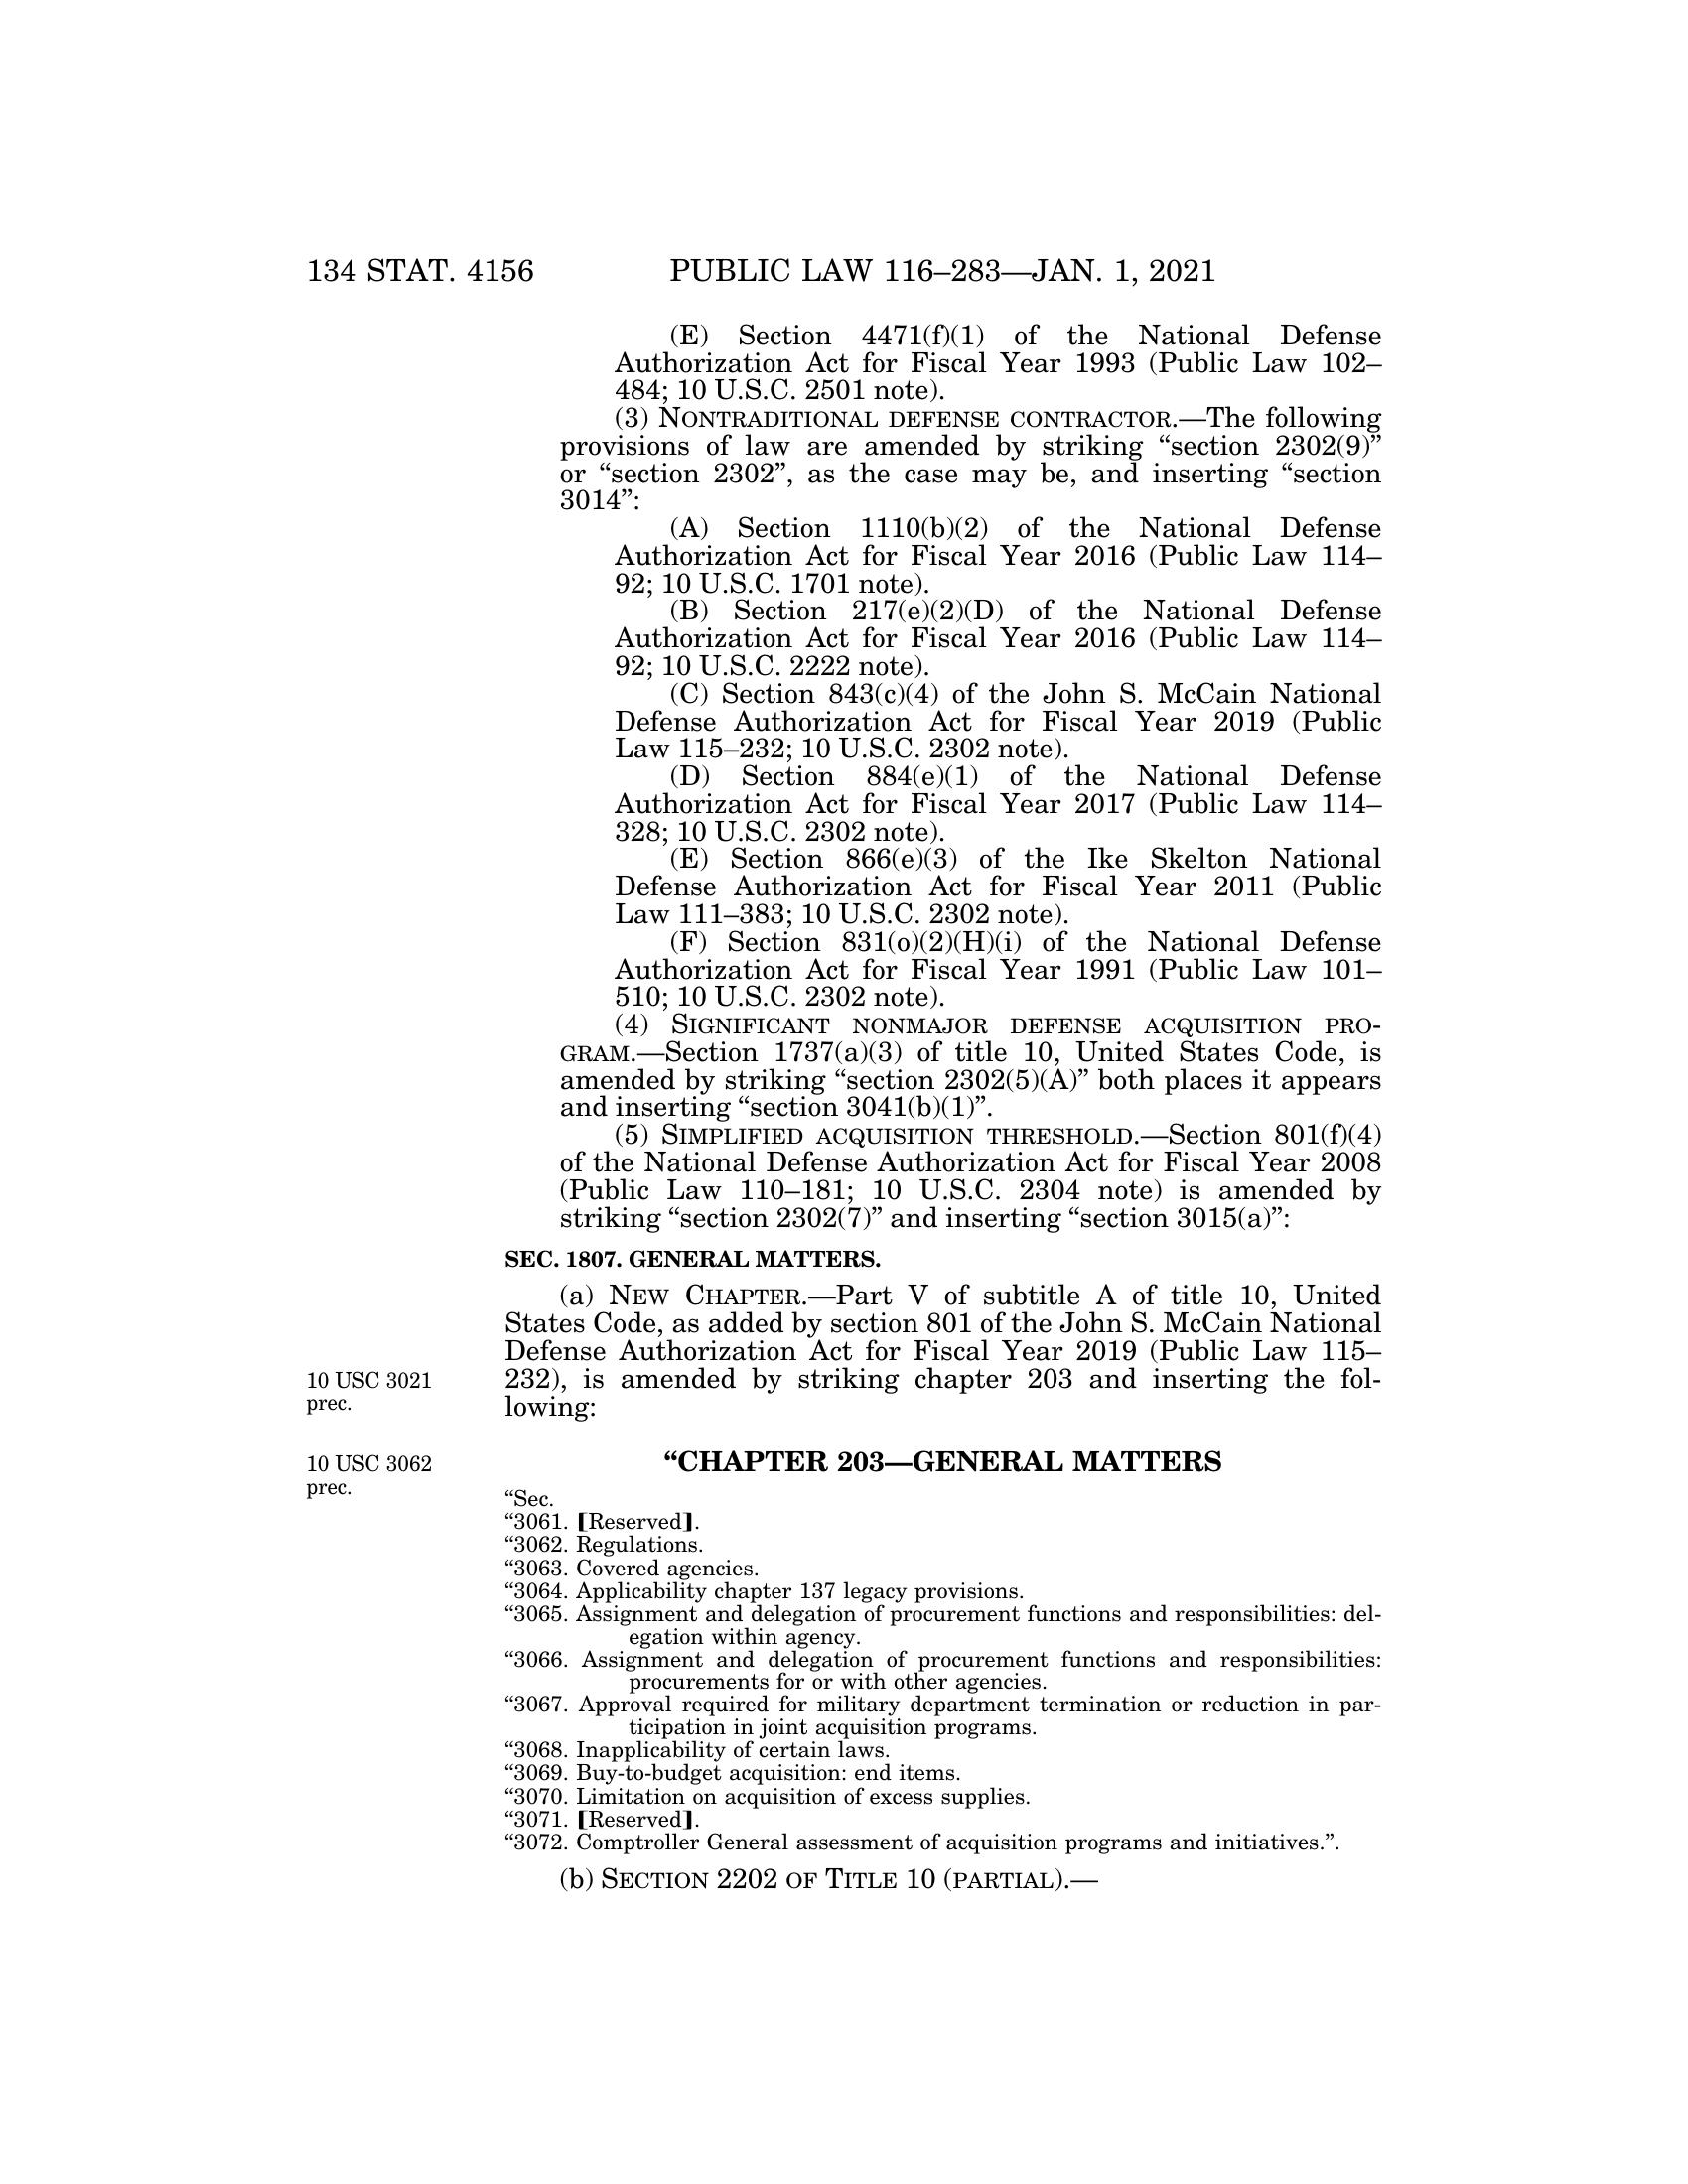 134 STAT. 4156
PUBLIC LAW 116–283—JAN. 1, 2021
(E) Section 4471(f)(1) of the National Defense
Authorization Act for Fiscal Year 1993 (Public Law 102–
484; 10 U.S.C. 2501 note).
(3) NONTRADITIONAL DEFENSE CONTRACTOR.—The following
provisions of law are amended by striking “section 2302(9)”
or “section 2302”, as the case may be, and inserting “section
3014”:
(A) Section 1110(b)(2) of the National Defense
Authorization Act for Fiscal Year 2016 (Public Law 114–
92; 10 U.S.C. 1701 note).
(B) Section 217(e)(2)(D) of the National Defense
Authorization Act for Fiscal Year 2016 (Public Law 114–
92; 10 U.S.C. 2222 note).
(C) Section 843(c)(4) of the John S. McCain National
Defense Authorization Act for Fiscal Year 2019 (Public
Law 115–232; 10 U.S.C. 2302 note).
(D) Section 884(e)(1) of the National Defense
Authorization Act for Fiscal Year 2017 (Public Law 114–
328; 10 U.S.C. 2302 note).
(E) Section 866(e)(3) of the Ike Skelton National
Defense Authorization Act for Fiscal Year 2011 (Public
Law 111–383; 10 U.S.C. 2302 note).
(F) Section 831(o)(2)(H)(i) of the National Defense
Authorization Act for Fiscal Year 1991 (Public Law 101–
510; 10 U.S.C. 2302 note).
(4) SIGNIFICANT NONMAJOR DEFENSE ACQUISITION PRO-
GRAM.—Section 1737(a)(3) of title 10, United States Code, is
amended by striking “section 2302(5)(A)” both places it appears
and inserting “section 3041(b)(1)”.
(5) SIMPLIFIED ACQUISITION THRESHOLD.—Section 801(f)(4)
of the National Defense Authorization Act for Fiscal Year 2008
(Public Law 110–181; 10 U.S.C. 2304 note) is amended by
striking “section 2302(7)” and inserting “section 3015(a)”:
SEC. 1807. GENERAL MATTERS.
(a) NEW CHAPTER.—Part V of subtitle A of title 10, United
States Code, as added by section 801 of the John S. McCain National
Defense Authorization Act for Fiscal Year 2019 (Public Law 115–
232), is amended by striking chapter 203 and inserting the fol-
lowing:
10 USC 3021
prec.
“CHAPTER 203—GENERAL MATTERS
10 USC 3062
prec.
“Sec.
“3061. [Reserved].
“3062. Regulations.
“3063. Covered agencies.
“3064. Applicability chapter 137 legacy provisions.
“3065. Assignment and delegation of procurement functions and responsibilities: del-
egation within agency.
“3066. Assignment and delegation of procurement functions and responsibilities:
procurements for or with other agencies.
“3067. Approval required for military department termination or reduction in par-
ticipation in joint acquisition programs.
“3068. Inapplicability of certain laws.
“3069. Buy-to-budget acquisition: end items.
“3070. Limitation on acquisition of excess supplies.
“3071. [Reserved].
“3072. Comptroller General assessment of acquisition programs and initiatives.”.
(b) SECTION 2202 OF TITLE 10 (PARTIAL).—